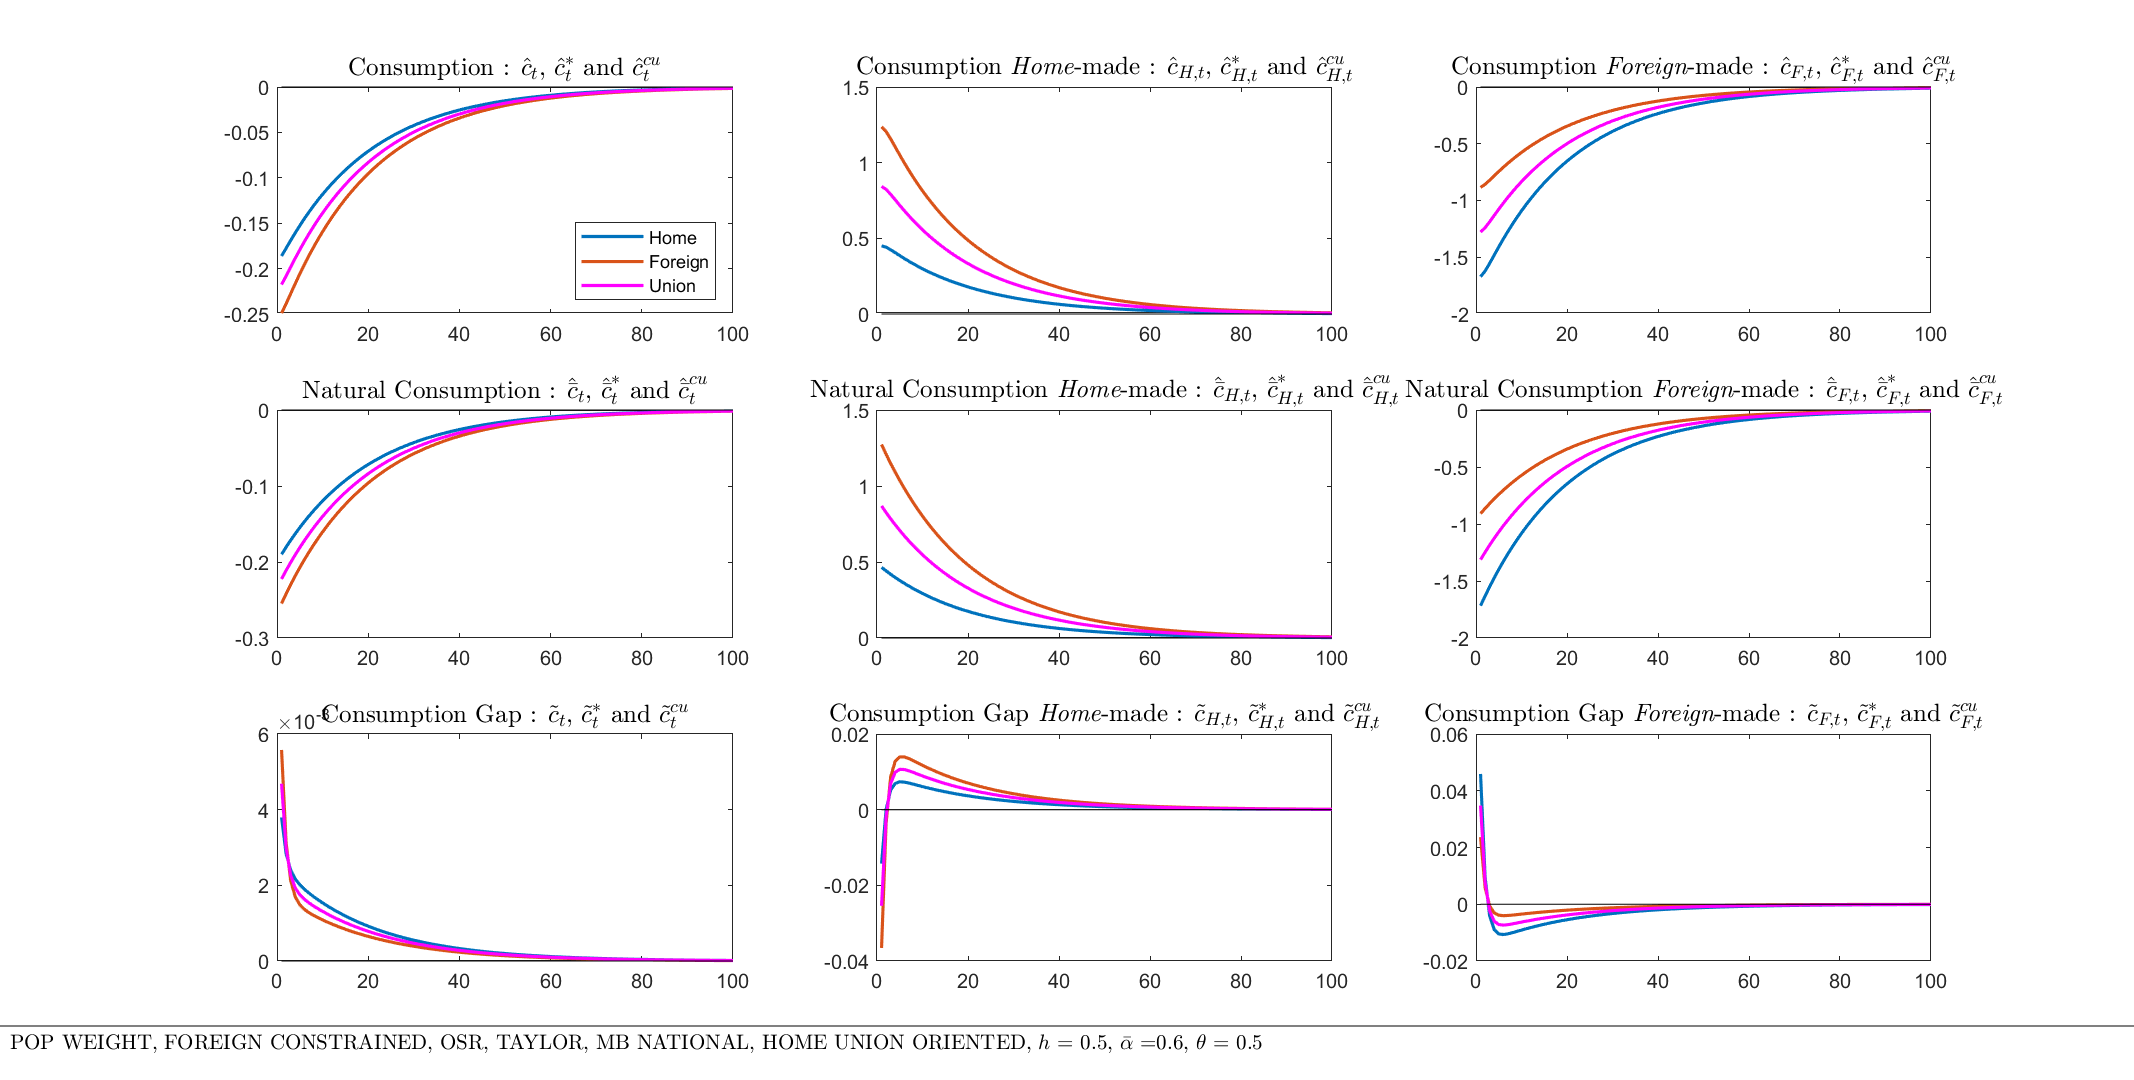 Consumption : ĉ_t, ĉ*_t and ĉ^cu_t
Consumption Home-made : ĉ_H,t, ĉ*_H,t and ĉ^cu_H,t
Consumption Foreign-made : ĉ_F,t, ĉ*_F,t and ĉ^cu_F,t
0
-0.05
-0.1
-0.15
-0.2
-0.25
0 20 40 60 80 100
Home
Foreign
Union
1.5
1
0.5
0
0 20 40 60 80 100
0
-0.5
-1
-1.5
-2
0 20 40 60 80 100
Natural Consumption : ĉ̄_t, ĉ̄*_t and ĉ̄^cu_t
Natural Consumption Home-made : ĉ̄_H,t, ĉ̄*_H,t and ĉ̄^cu_H,t
Natural Consumption Foreign-made : ĉ̄_F,t, ĉ̄*_F,t and ĉ̄^cu_F,t
0
-0.1
-0.2
-0.3
0 20 40 60 80 100
1.5
1
0.5
0
0 20 40 60 80 100
0
-0.5
-1
-1.5
-2
0 20 40 60 80 100
Consumption Gap : c̃_t, c̃*_t and c̃^cu_t
Consumption Gap Home-made : c̃_H,t, c̃*_H,t and c̃^cu_H,t
Consumption Gap Foreign-made : c̃_F,t, c̃*_F,t and c̃^cu_F,t
×10
6
4
2
0
0 20 40 60 80 100
0.02
0
-0.02
-0.04
0 20 40 60 80 100
0.06
0.04
0.02
0
-0.02
0 20 40 60 80 100
POP WEIGHT, FOREIGN CONSTRAINED, OSR, TAYLOR, MB NATIONAL, HOME UNION ORIENTED, h = 0.5, ᾱ =0.6, θ = 0.5